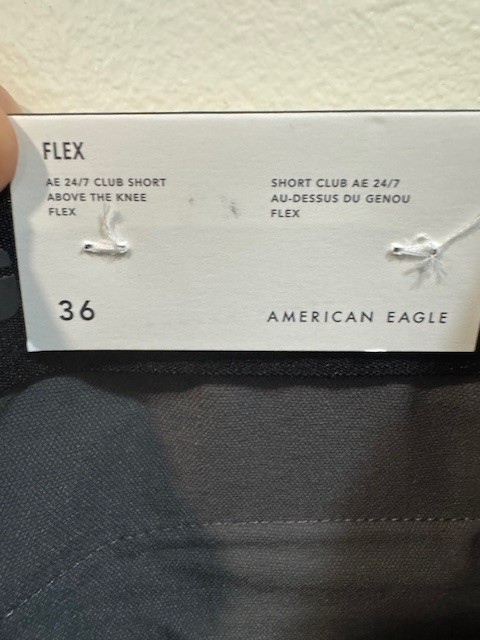 FLEX
AE 24/7 CLUB SHORT
ABOVE THE KNEE
FLEX
SHORT CLUB AE 24/7
AU-DESSUS DU GENOU
FLEX
36
AMERICAN EAGLE